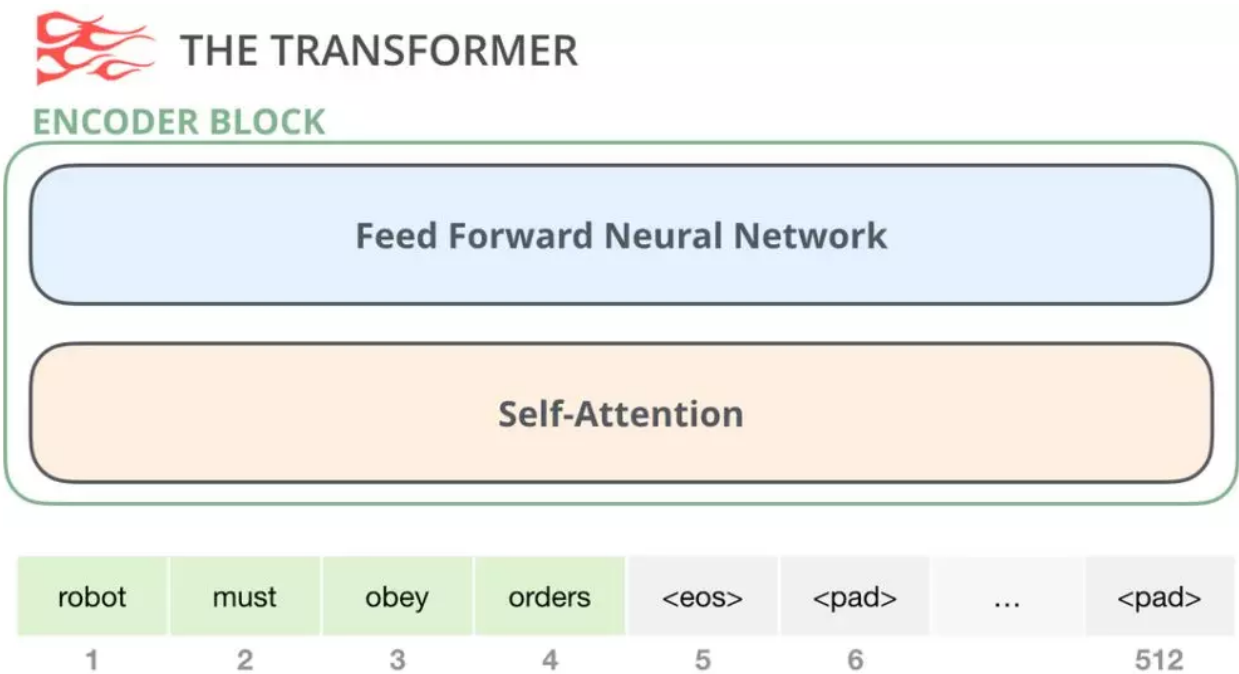 THE TRANSFORMER
ENCODER BLOCK
Feed Forward Neural Network
Self-Attention
robot must obey orders <eos> <pad> ... <pad>
1 2 3 4 5 6 512